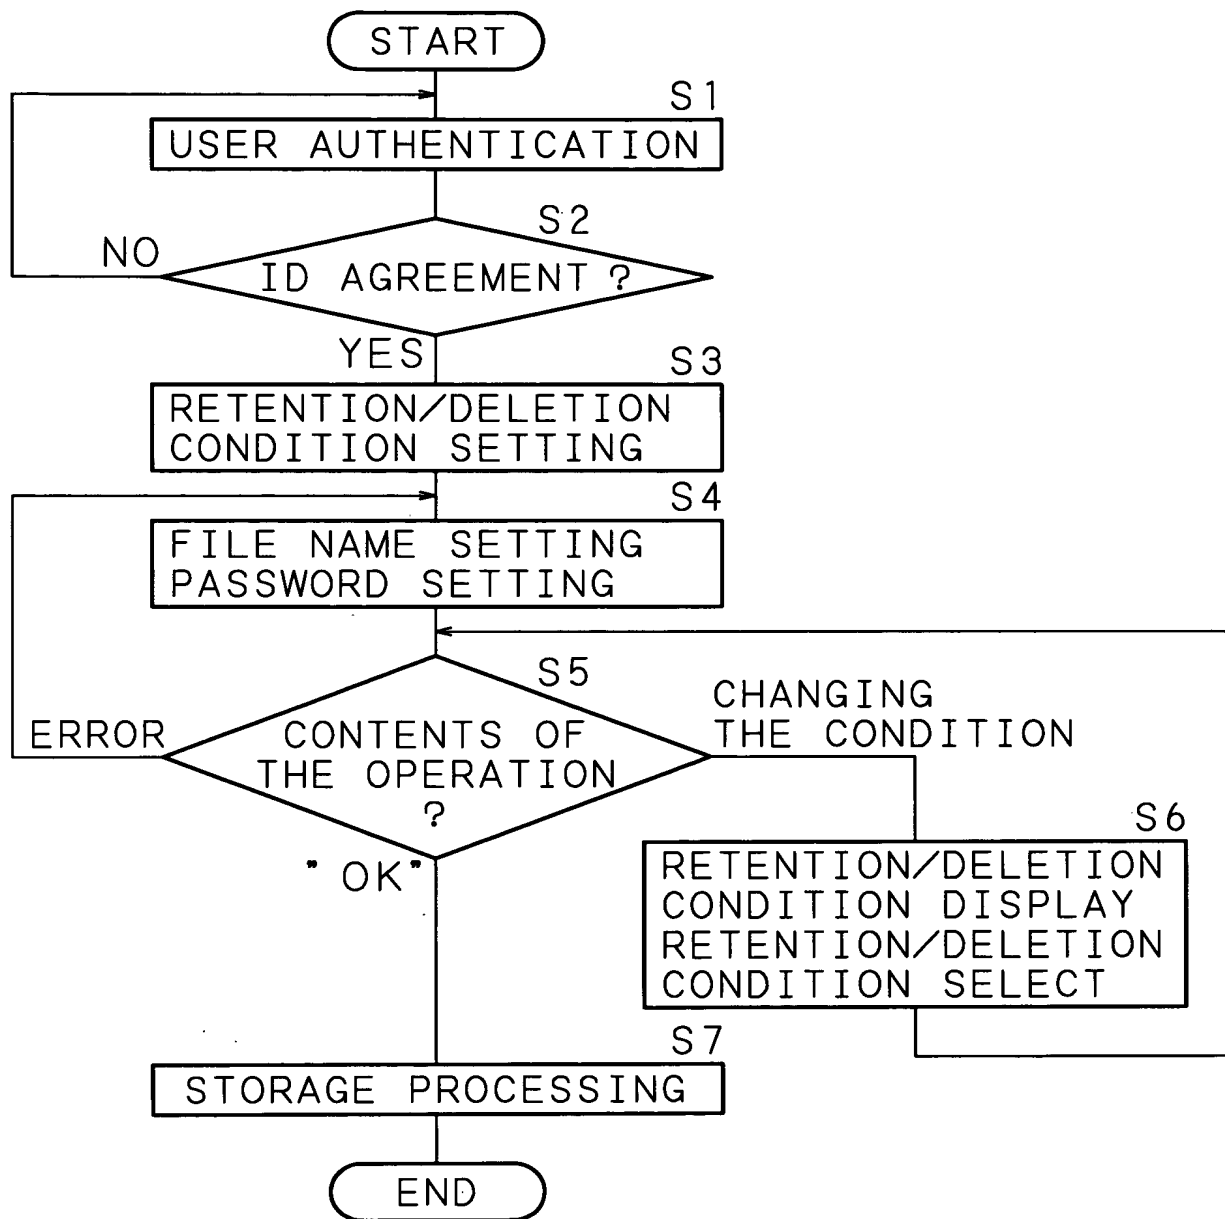 START
S1
USER AUTHENTICATION
S2
NO
ID AGREEMENT ?
YES
S3
RETENTION/DELETION
CONDITION SETTING
S4
FILE NAME SETTING
PASSWORD SETTING
S5
CHANGING
THE CONDITION
ERROR
CONTENTS OF
THE OPERATION
?
"OK"
S6
RETENTION/DELETION
CONDITION DISPLAY
RETENTION/DELETION
CONDITION SELECT
S7
STORAGE PROCESSING
END